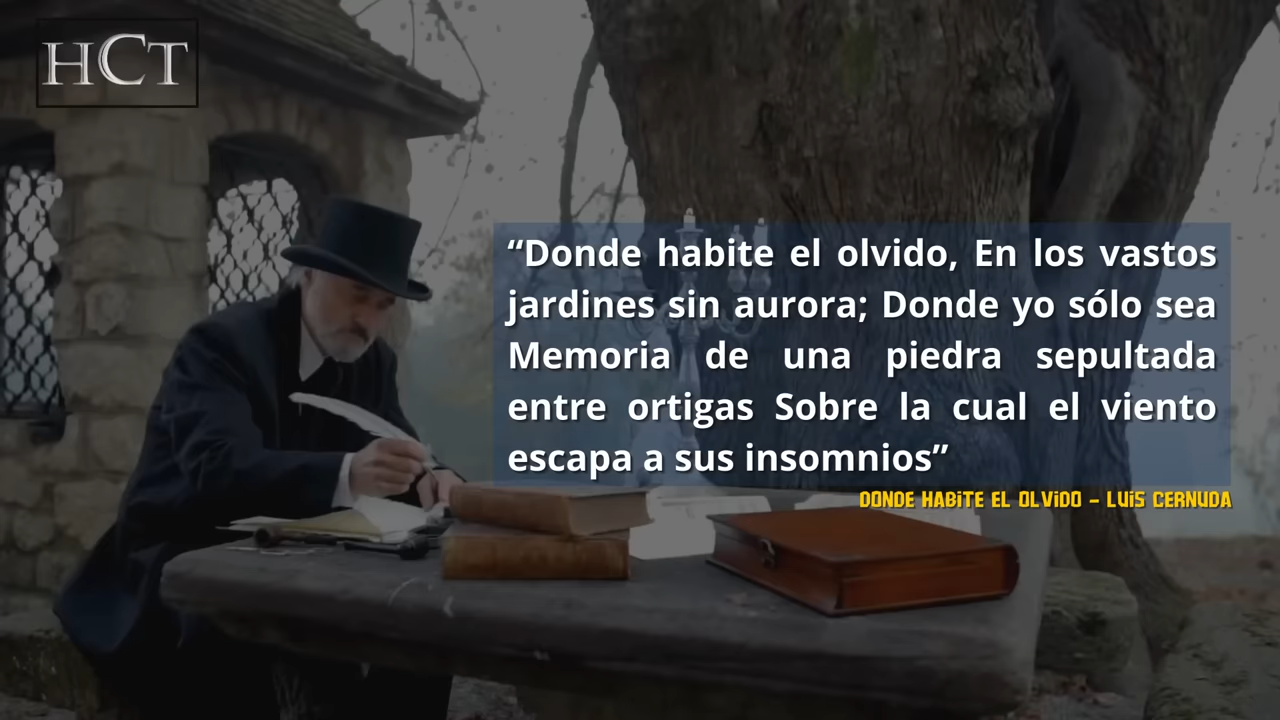 HCT
“Donde habite el olvido, En los vastos
jardines sin aurora; Donde yo sólo sea
Memoria de una piedra sepultada
entre ortigas Sobre la cual el viento
escapa a sus insomnios”
DONDE HABITE EL OLVIDO - LUIS CERNUDA